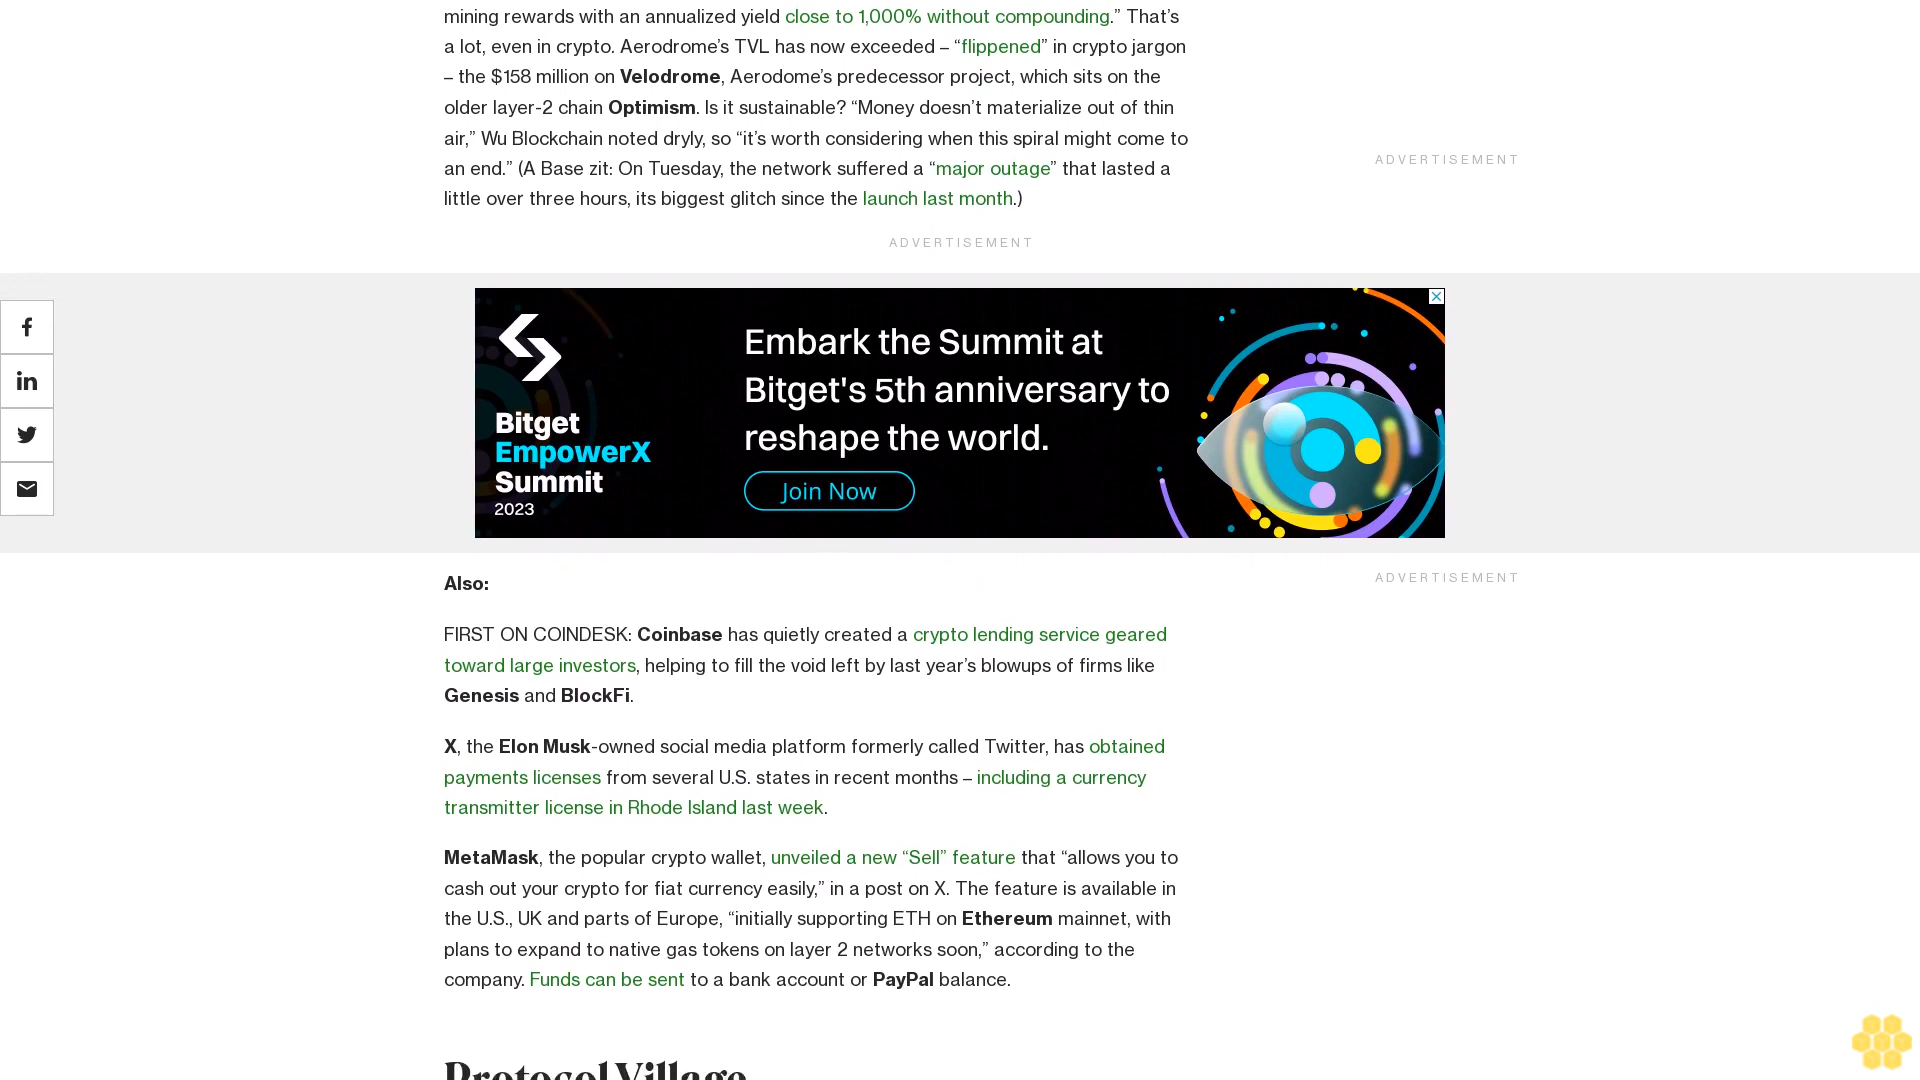 mining rewards with an annualized yield close to 1,000% without compounding.” That’s
a lot, even in crypto. Aerodrome’s TVL has now exceeded – “flippened” in crypto jargon
– the $158 million on Velodrome, Aerodome’s predecessor project, which sits on the
older layer-2 chain Optimism. Is it sustainable? “Money doesn’t materialize out of thin
air,” Wu Blockchain noted dryly, so “it’s worth considering when this spiral might come to
an end.” (A Base zit: On Tuesday, the network suffered a “major outage” that lasted a
little over three hours, its biggest glitch since the launch last month.)
ADVERTISEMENT
ADVERTISEMENT
Bitget
EmpowerX
Summit
2023
Embark the Summit at
Bitget's 5th anniversary to
reshape the world.
Join Now
Also:
ADVERTISEMENT
FIRST ON COINDESK: Coinbase has quietly created a crypto lending service geared
toward large investors, helping to fill the void left by last year’s blowups of firms like
Genesis and BlockFi.
X, the Elon Musk-owned social media platform formerly called Twitter, has obtained
payments licenses from several U.S. states in recent months – including a currency
transmitter license in Rhode Island last week.
MetaMask, the popular crypto wallet, unveiled a new “Sell” feature that “allows you to
cash out your crypto for fiat currency easily,” in a post on X. The feature is available in
the U.S., UK and parts of Europe, “initially supporting ETH on Ethereum mainnet, with
plans to expand to native gas tokens on layer 2 networks soon,” according to the
company. Funds can be sent to a bank account or PayPal balance.
Protocol Village